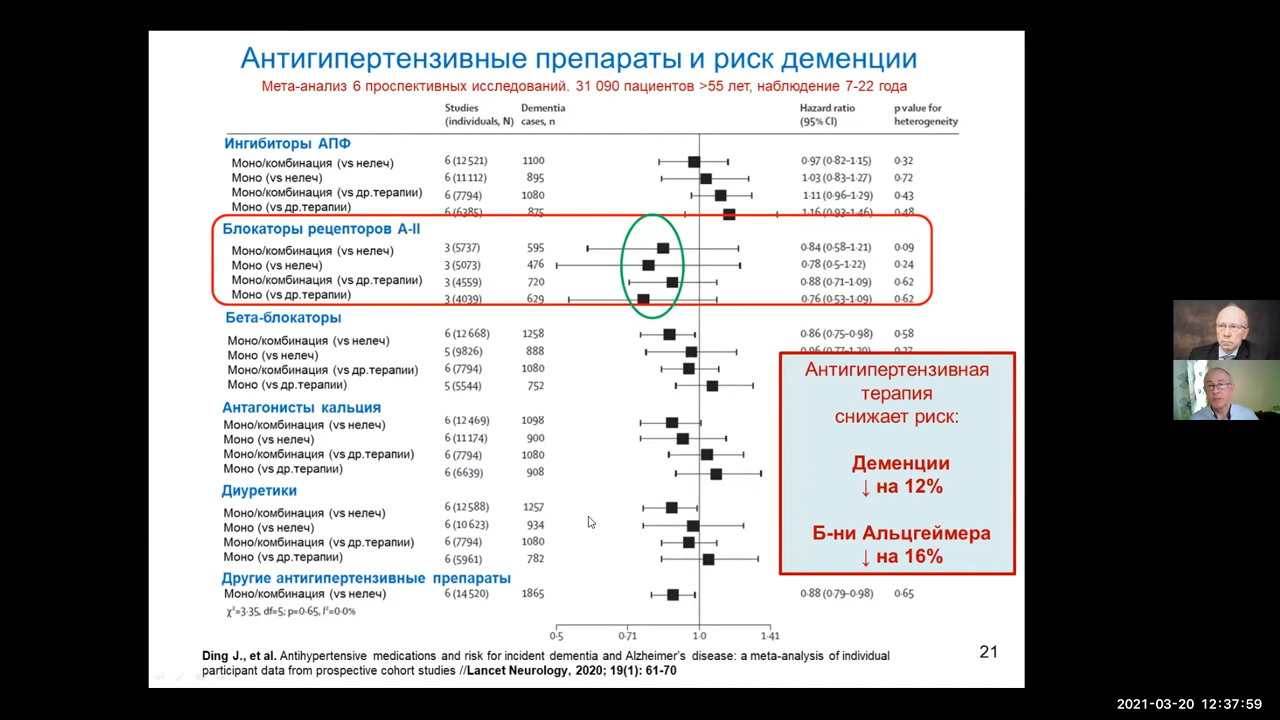 Антигипертензивные препараты и риск деменции
Мета-анализ 6 проспективных исследований. 31 090 пациентов >55 лет, наблюдение 7-22 года
Studies (individuals, N) Dementia cases, n Hazard ratio (95% CI) p value for heterogeneity
Ингибиторы АПФ
Моно/комбинация (vs нелеч) 6 (12 521) 1100 0·97 (0·82–1·15) 0·32
Моно (vs нелеч) 6 (11 112) 895 1·03 (0·83–1·27) 0·72
Моно/комбинация (vs др.терапии) 6 (7794) 1080 1·11 (0·96–1·29) 0·43
Моно (vs др.терапии) 6 (6385) 875 1·16 (0·93–1·46) 0·48
Блокаторы рецепторов А-II
Моно/комбинация (vs нелеч) 3 (5737) 595 0·84 (0·58–1·21) 0·09
Моно (vs нелеч) 3 (5073) 476 0·78 (0·5–1·22) 0·24
Моно/комбинация (vs др.терапии) 3 (4559) 720 0·88 (0·71–1·09) 0·62
Моно (vs др.терапии) 3 (4039) 629 0·76 (0·53–1·09) 0·62
Бета-блокаторы
Моно/комбинация (vs нелеч) 6 (12 668) 1258 0·86 (0·75–0·98) 0·58
Моно (vs нелеч) 5 (9826) 888
Моно/комбинация (vs др.терапии) 6 (7794) 1080
Моно (vs др.терапии) 5 (5544) 752
Антагонисты кальция
Моно/комбинация (vs нелеч) 6 (12 469) 1098
Моно (vs нелеч) 6 (11 174) 900
Моно/комбинация (vs др.терапии) 6 (7794) 1080
Моно (vs др.терапии) 6 (6639) 908
Диуретики
Моно/комбинация (vs нелеч) 6 (12 588) 1257
Моно (vs нелеч) 6 (10 623) 934
Моно/комбинация (vs др.терапии) 6 (7794) 1080
Моно (vs др.терапии) 6 (5961) 782
Другие антигипертензивные препараты
Моно/комбинация (vs нелеч) 6 (14 520) 1865 0·88 (0·79–0·98) 0·65
χ²=3·35, df=5; p=0·65, I²=0·0%
0·5 0·71 1·0 1·41
Антигипертензивная
терапия
снижает риск:
Деменции
↓ на 12%
Б-ни Альцгеймера
↓ на 16%
Ding J., et al. Antihypertensive medications and risk for incident dementia and Alzheimer's disease: a meta-analysis of individual
participant data from prospective cohort studies //Lancet Neurology, 2020; 19(1): 61-70
21
2021-03-20 12:37:59